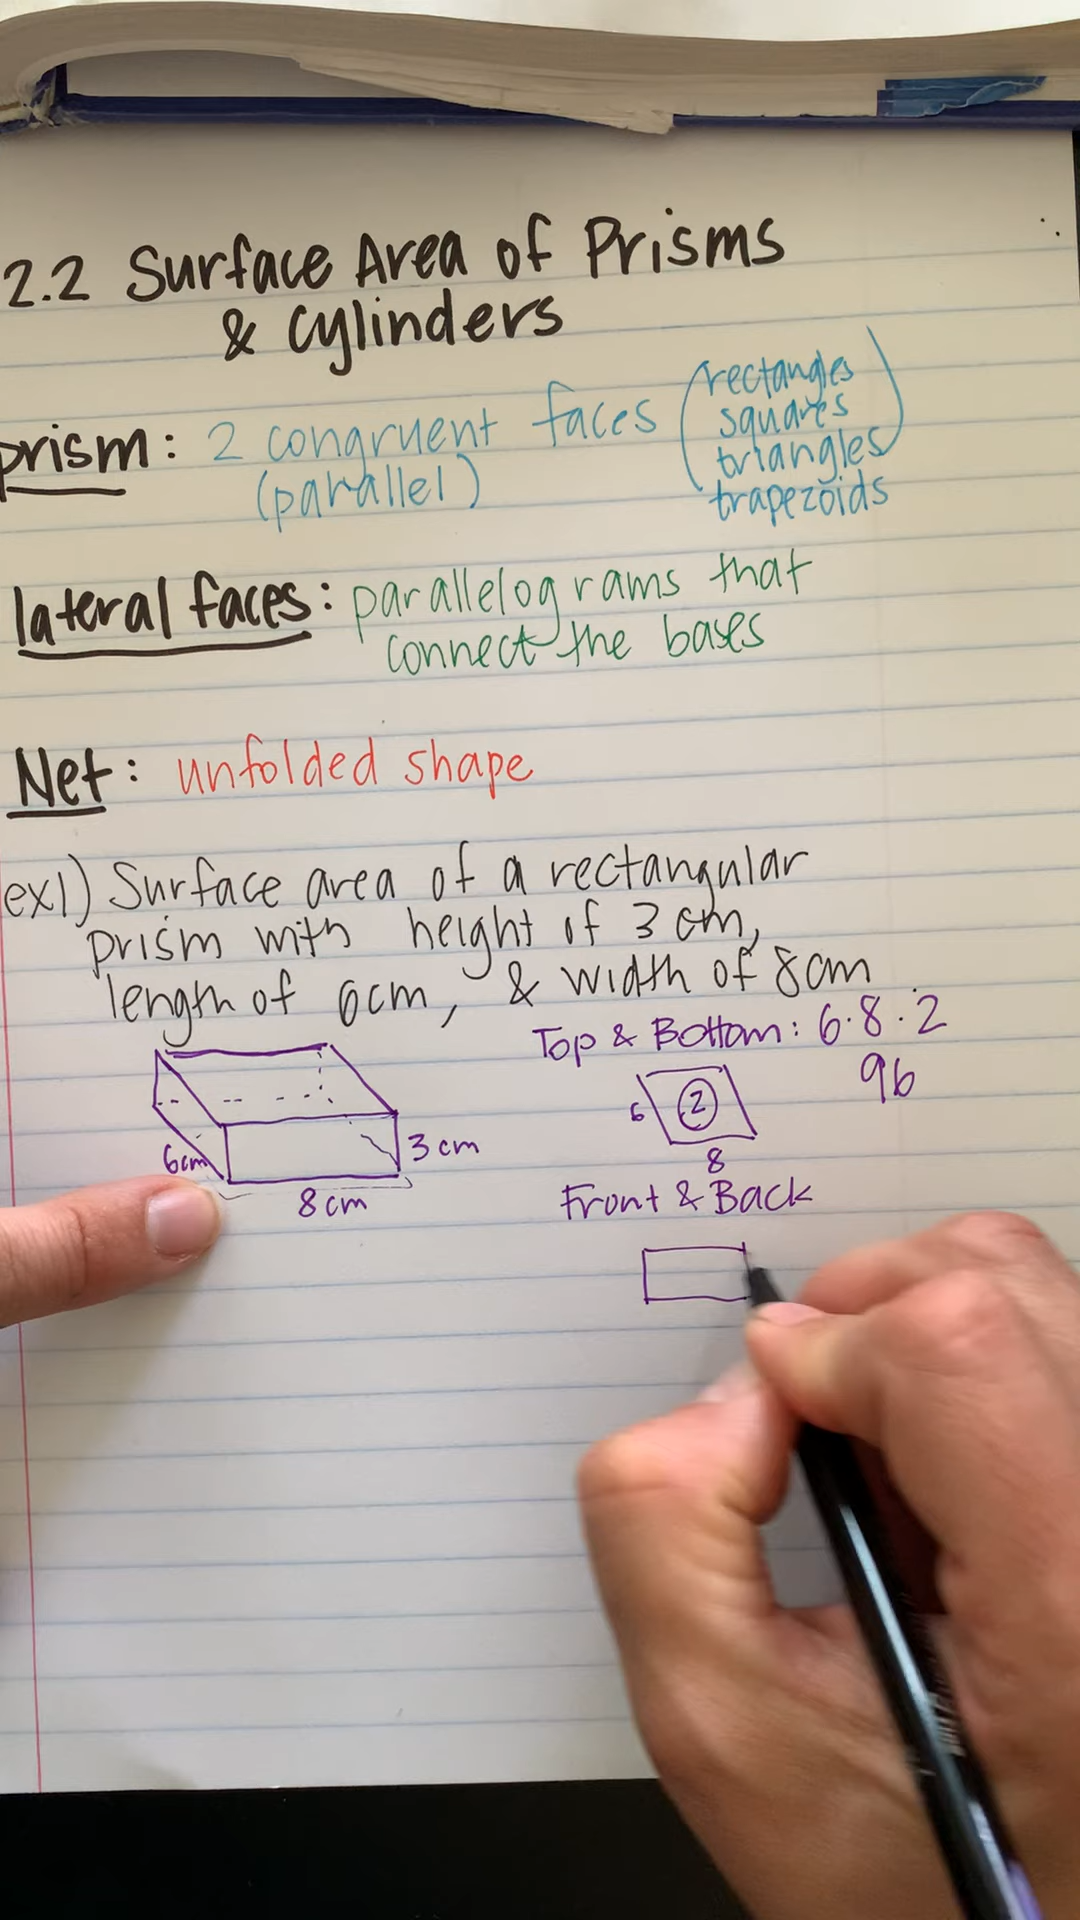 2.2 Surface Area of Prisms
& cylinders
prism: 2 congruent faces
(parallel)
(rectangles
squares
triangles)
trapezoids
lateral faces: parallelograms that
connect the bases
Net: unfolded shape
ex1) Surface area of a rectangular
prism with height of 3 cm,
length of 6cm, & width of 8cm
Top & Bottom: 6·8·2
96
6
2
8
6cm
3 cm
8cm
Front & Back